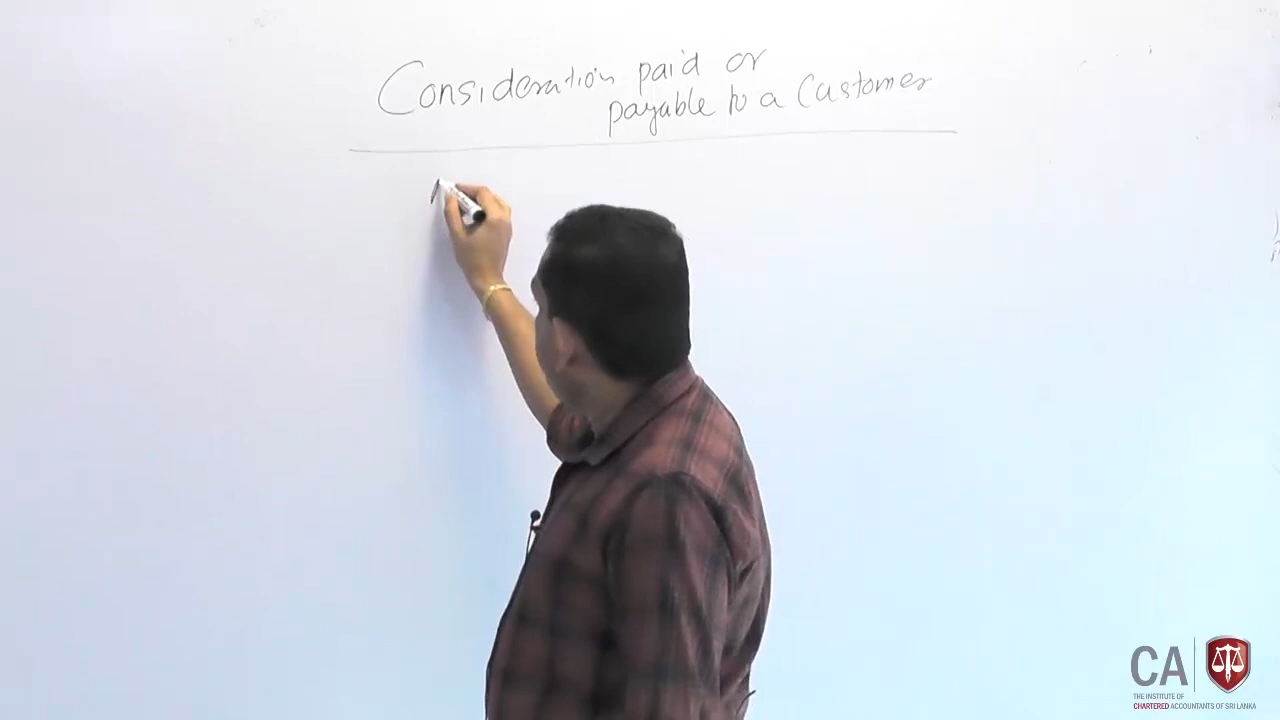 Consideration paid or
payable to a Customer
CA
THE INSTITUTE OF
CHARTERED ACCOUNTANTS OF SRI LANKA